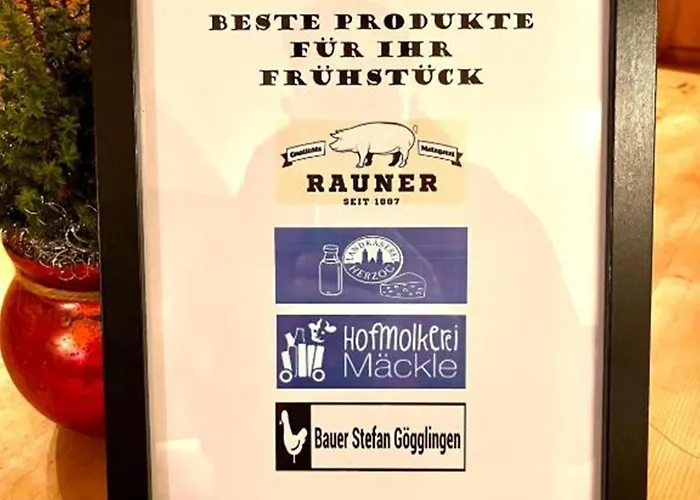 BESTE PRODUKTE
FÜR IHR
FRÜHSTÜCK
Qualitäts Metzgerei
RAUNER
SEIT 1887
LANDKÄSEREI
HERZOG
Hofmolkerei
Mäckle
Bauer Stefan Gögglingen